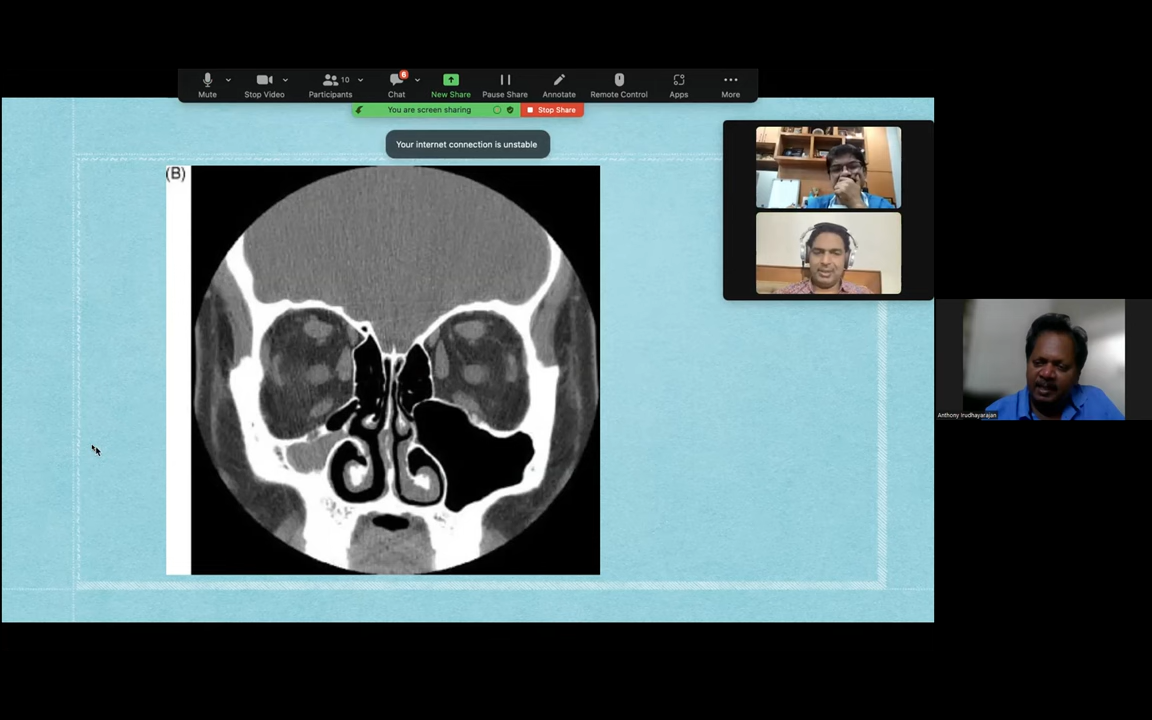 10
6
Mute
Stop Video
Participants
Chat
New Share
Pause Share
Annotate
Remote Control
Apps
More
You are screen sharing
Stop Share
Your internet connection is unstable
(B)
Anthony Irudhayarajan